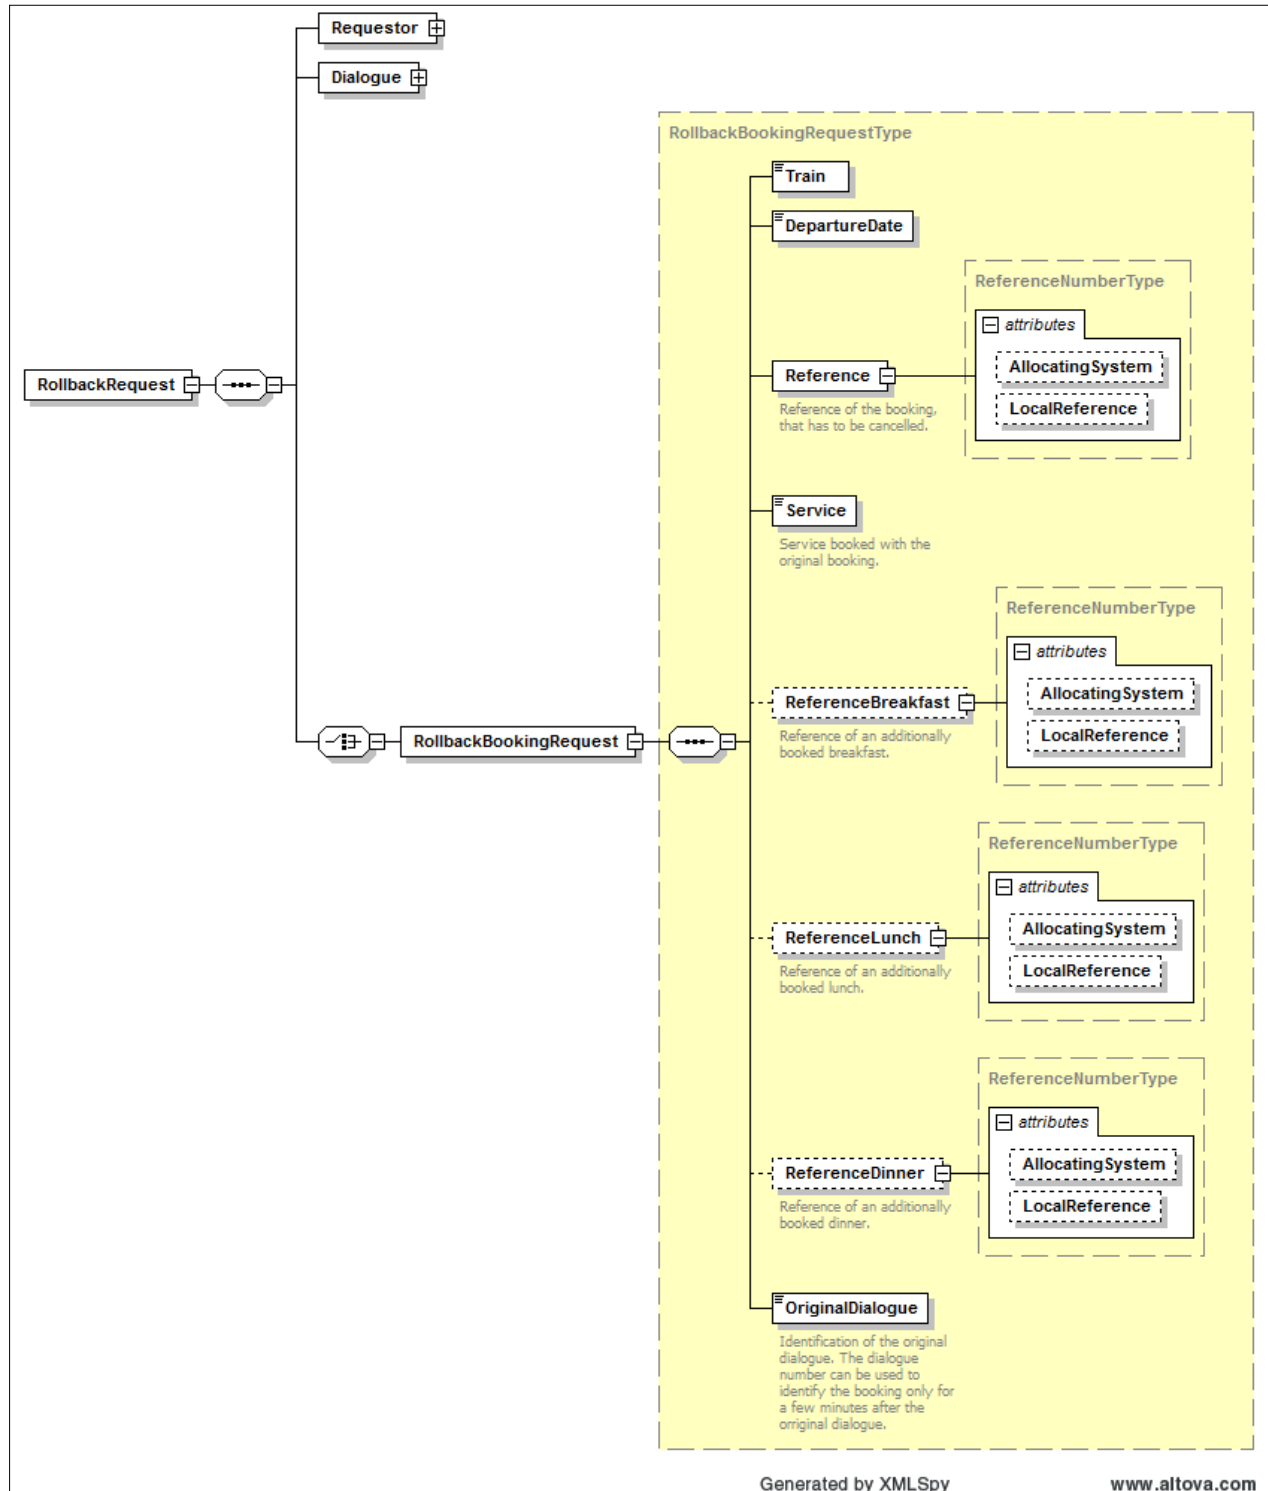 Requestor
Dialogue
RollbackBookingRequestType
Train
DepartureDate
ReferenceNumberType
attributes
AllocatingSystem
RollbackRequest
Reference
LocalReference
Reference of the booking,
that has to be cancelled.
Service
Service booked with the
original booking.
ReferenceNumberType
attributes
AllocatingSystem
ReferenceBreakfast
LocalReference
Reference of an additionally
booked breakfast.
RollbackBookingRequest
ReferenceNumberType
attributes
AllocatingSystem
ReferenceLunch
LocalReference
Reference of an additionally
booked lunch.
ReferenceNumberType
attributes
AllocatingSystem
ReferenceDinner
LocalReference
Reference of an additionally
booked dinner.
OriginalDialogue
Identification of the original
dialogue. The dialogue
number can be used to
identify the booking only for
a few minutes after the
orriginal dialogue.
Generated by XMLSpy
www.altova.com